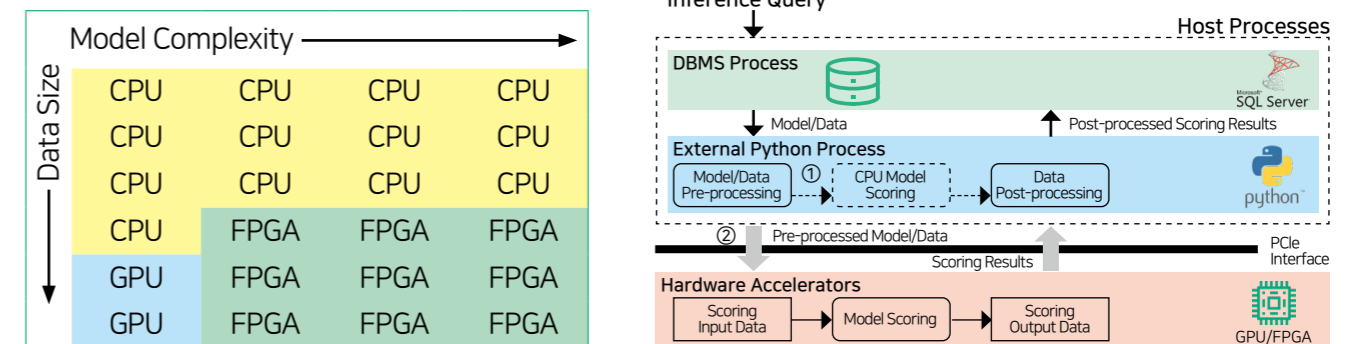 Model Complexity
Data Size
CPU CPU CPU CPU
CPU CPU CPU CPU
CPU CPU CPU CPU
CPU FPGA FPGA FPGA
GPU FPGA FPGA FPGA
GPU FPGA FPGA FPGA
Inference Query
Host Processes
DBMS Process
Microsoft
SQL Server
Model/Data
Post-processed Scoring Results
External Python Process
Model/Data
Pre-processing
①
CPU Model
Scoring
Data
Post-processing
python
②
Pre-processed Model/Data
PCIe
Interface
Scoring Results
Hardware Accelerators
Scoring
Input Data
Model Scoring
Scoring
Output Data
GPU/FPGA